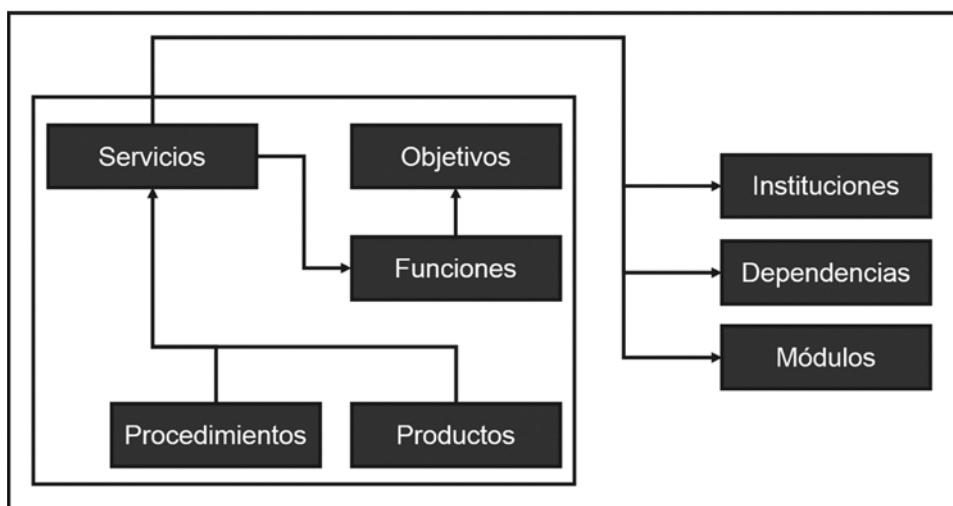 Servicios
Objetivos
Instituciones
Funciones
Dependencias
Módulos
Procedimientos
Productos